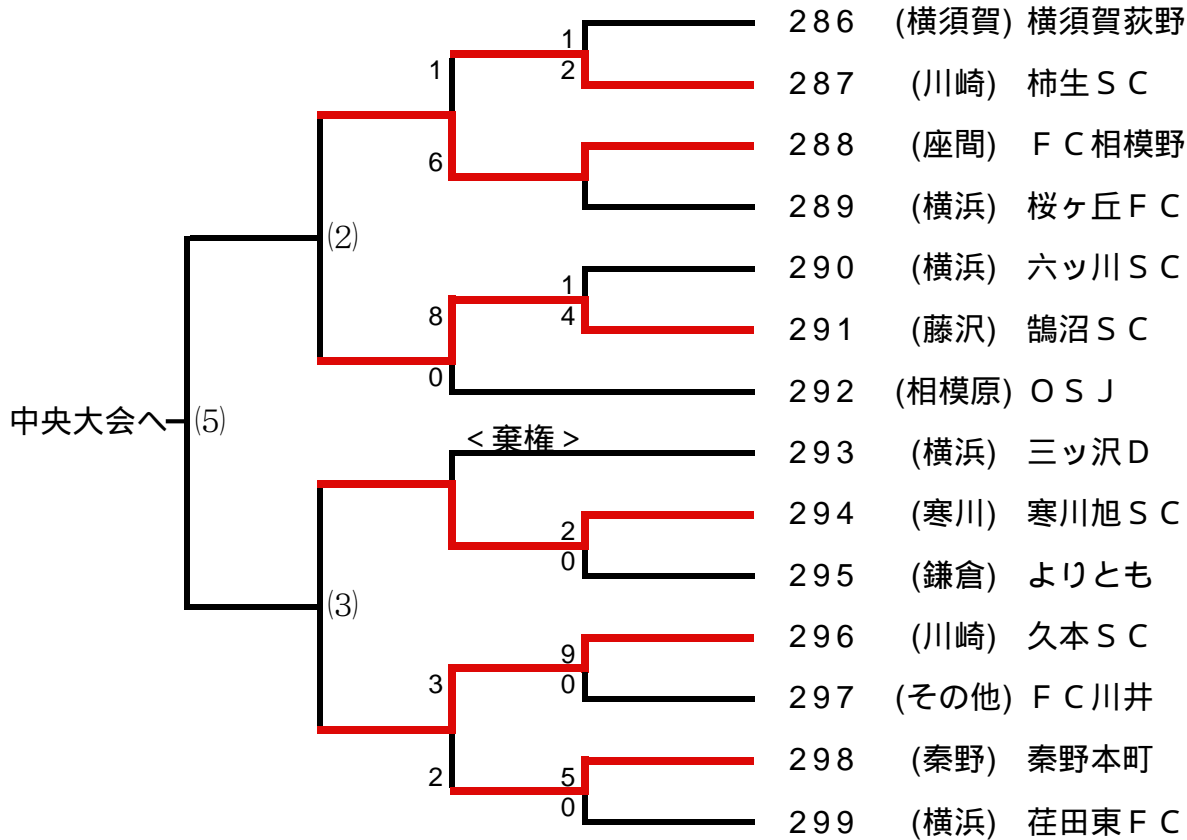 286 (横須賀) 横須賀荻野
1
2
287 (川崎) 柿生ＳＣ
1
288 (座間) ＦＣ相模野
6
289 (横浜) 桜ヶ丘ＦＣ
(2)
290 (横浜) 六ッ川ＳＣ
1
4
291 (藤沢) 鵠沼ＳＣ
8
0
292 (相模原) ＯＳＪ
中央大会へ
(5)
＜棄権＞
293 (横浜) 三ッ沢Ｄ
294 (寒川) 寒川旭ＳＣ
2
0
295 (鎌倉) よりとも
(3)
296 (川崎) 久本ＳＣ
9
0
297 (その他) ＦＣ川井
3
2
298 (秦野) 秦野本町
5
0
299 (横浜) 荏田東ＦＣ